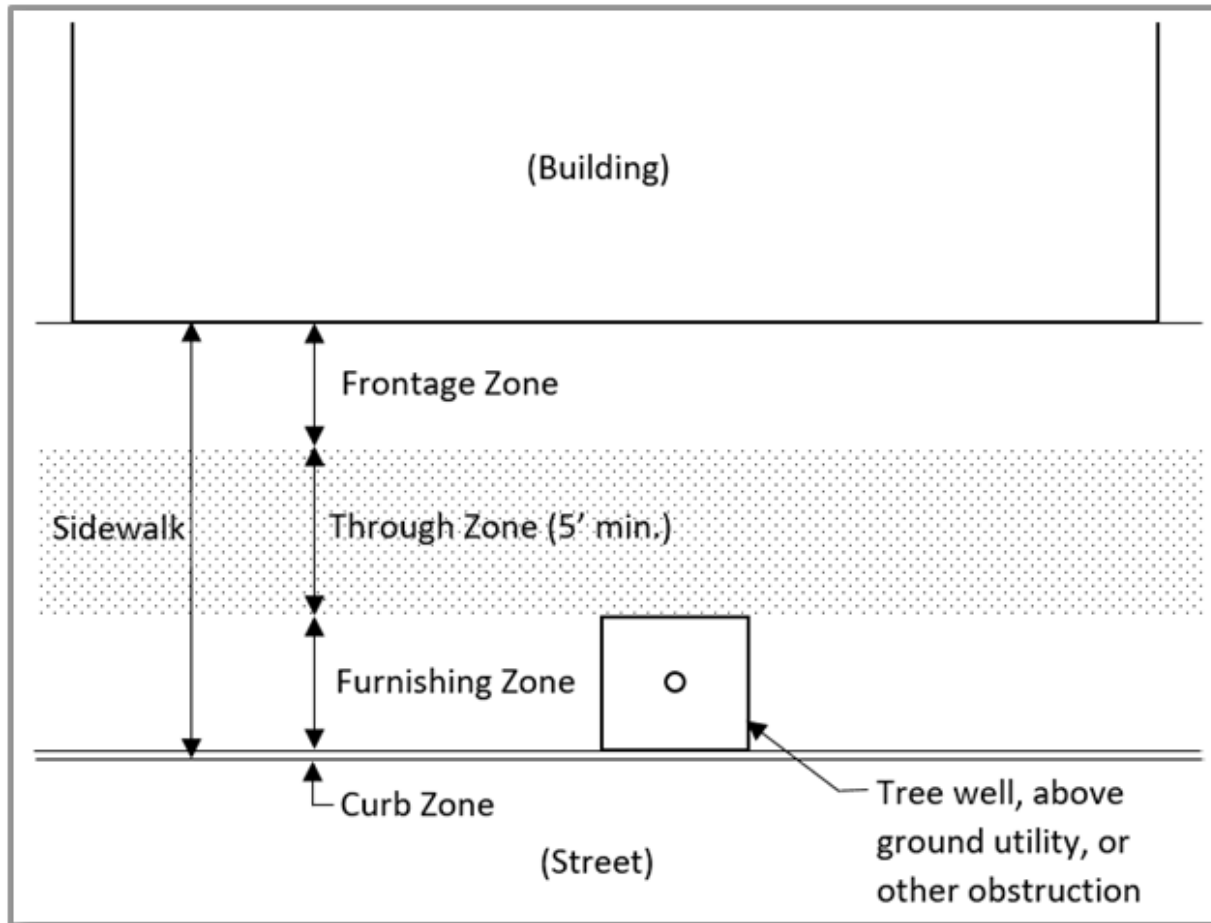 (Building)
Frontage Zone
Sidewalk
Through Zone (5’ min.)
Furnishing Zone
Curb Zone
Tree well, above
ground utility, or
other obstruction
(Street)